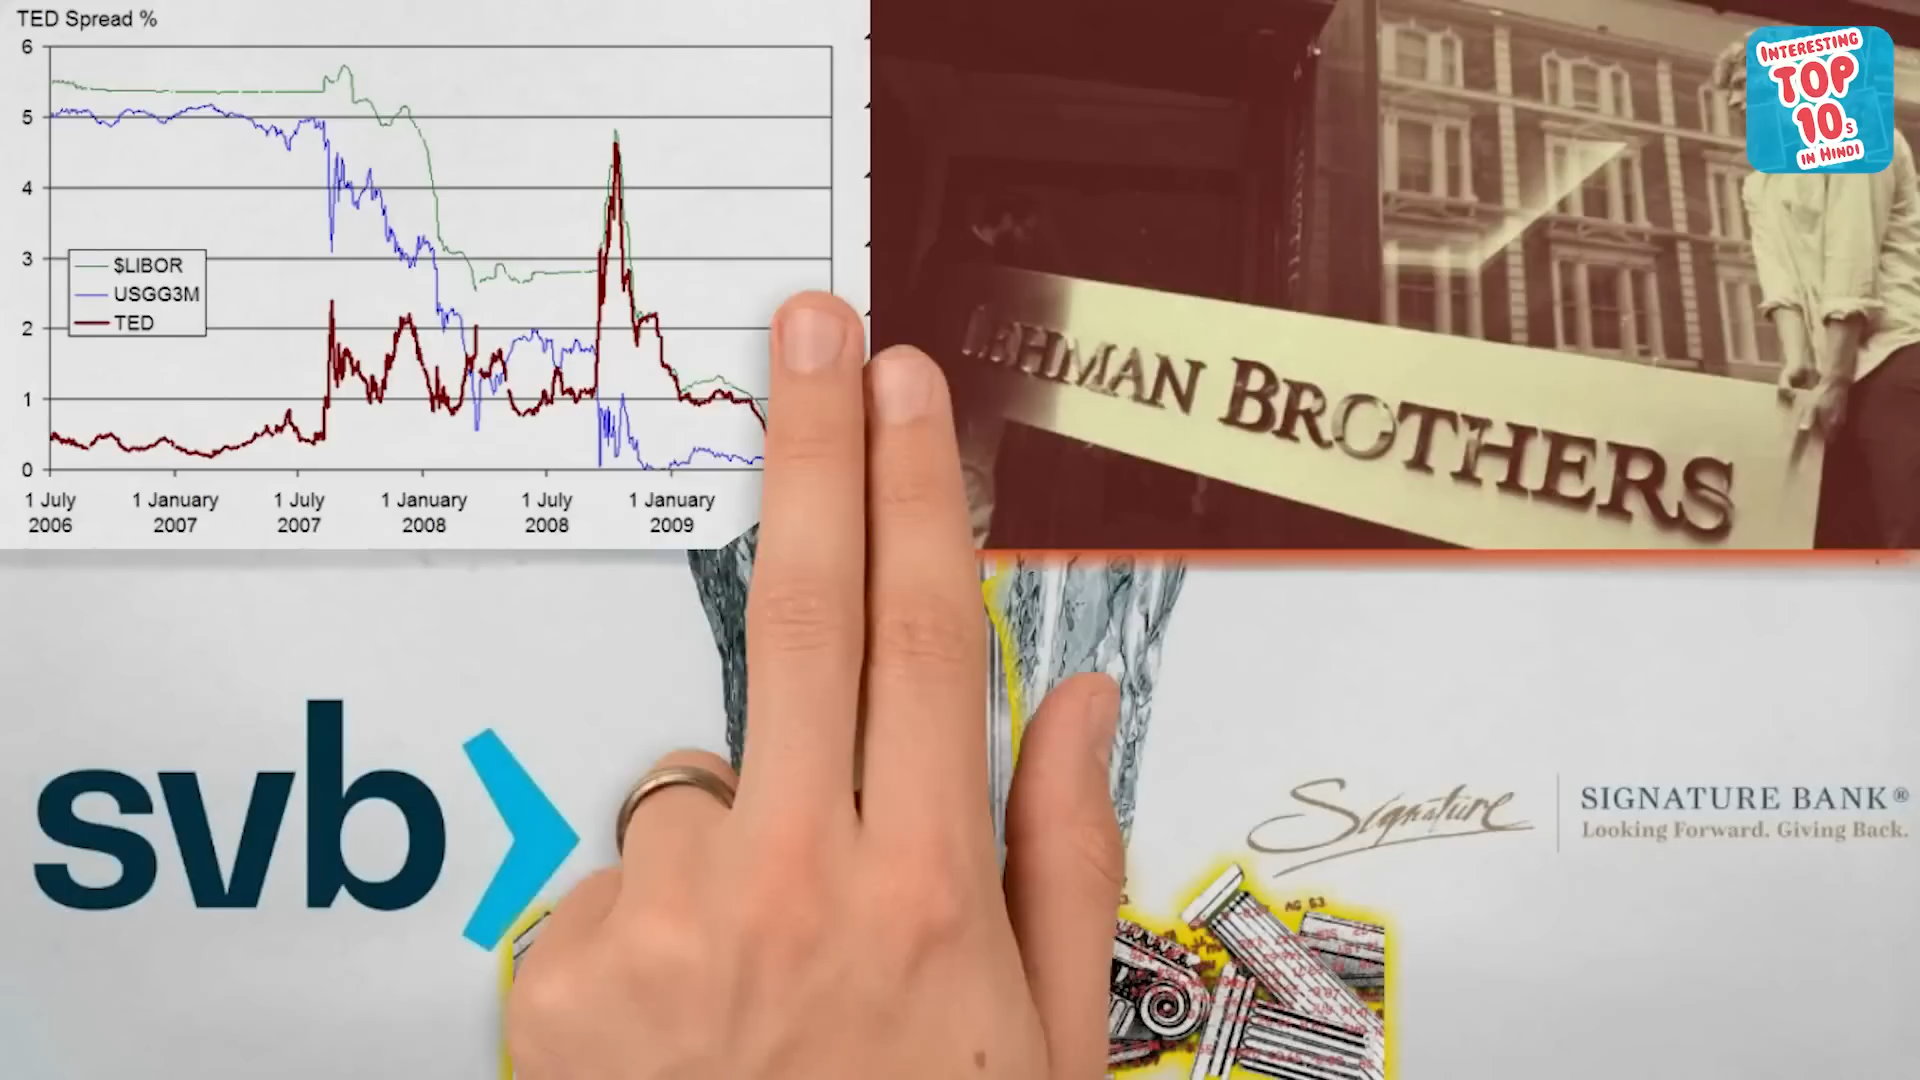 TED Spread %
6
5
4
3
2
1
0
$LIBOR
USGG3M
TED
1 July 2006
1 January 2007
1 July 2007
1 January 2008
1 July 2008
1 January 2009
LEHMAN BROTHERS
INTERESTING
TOP
10s
IN HINDI
svb
Signature
SIGNATURE BANK®
Looking Forward. Giving Back.